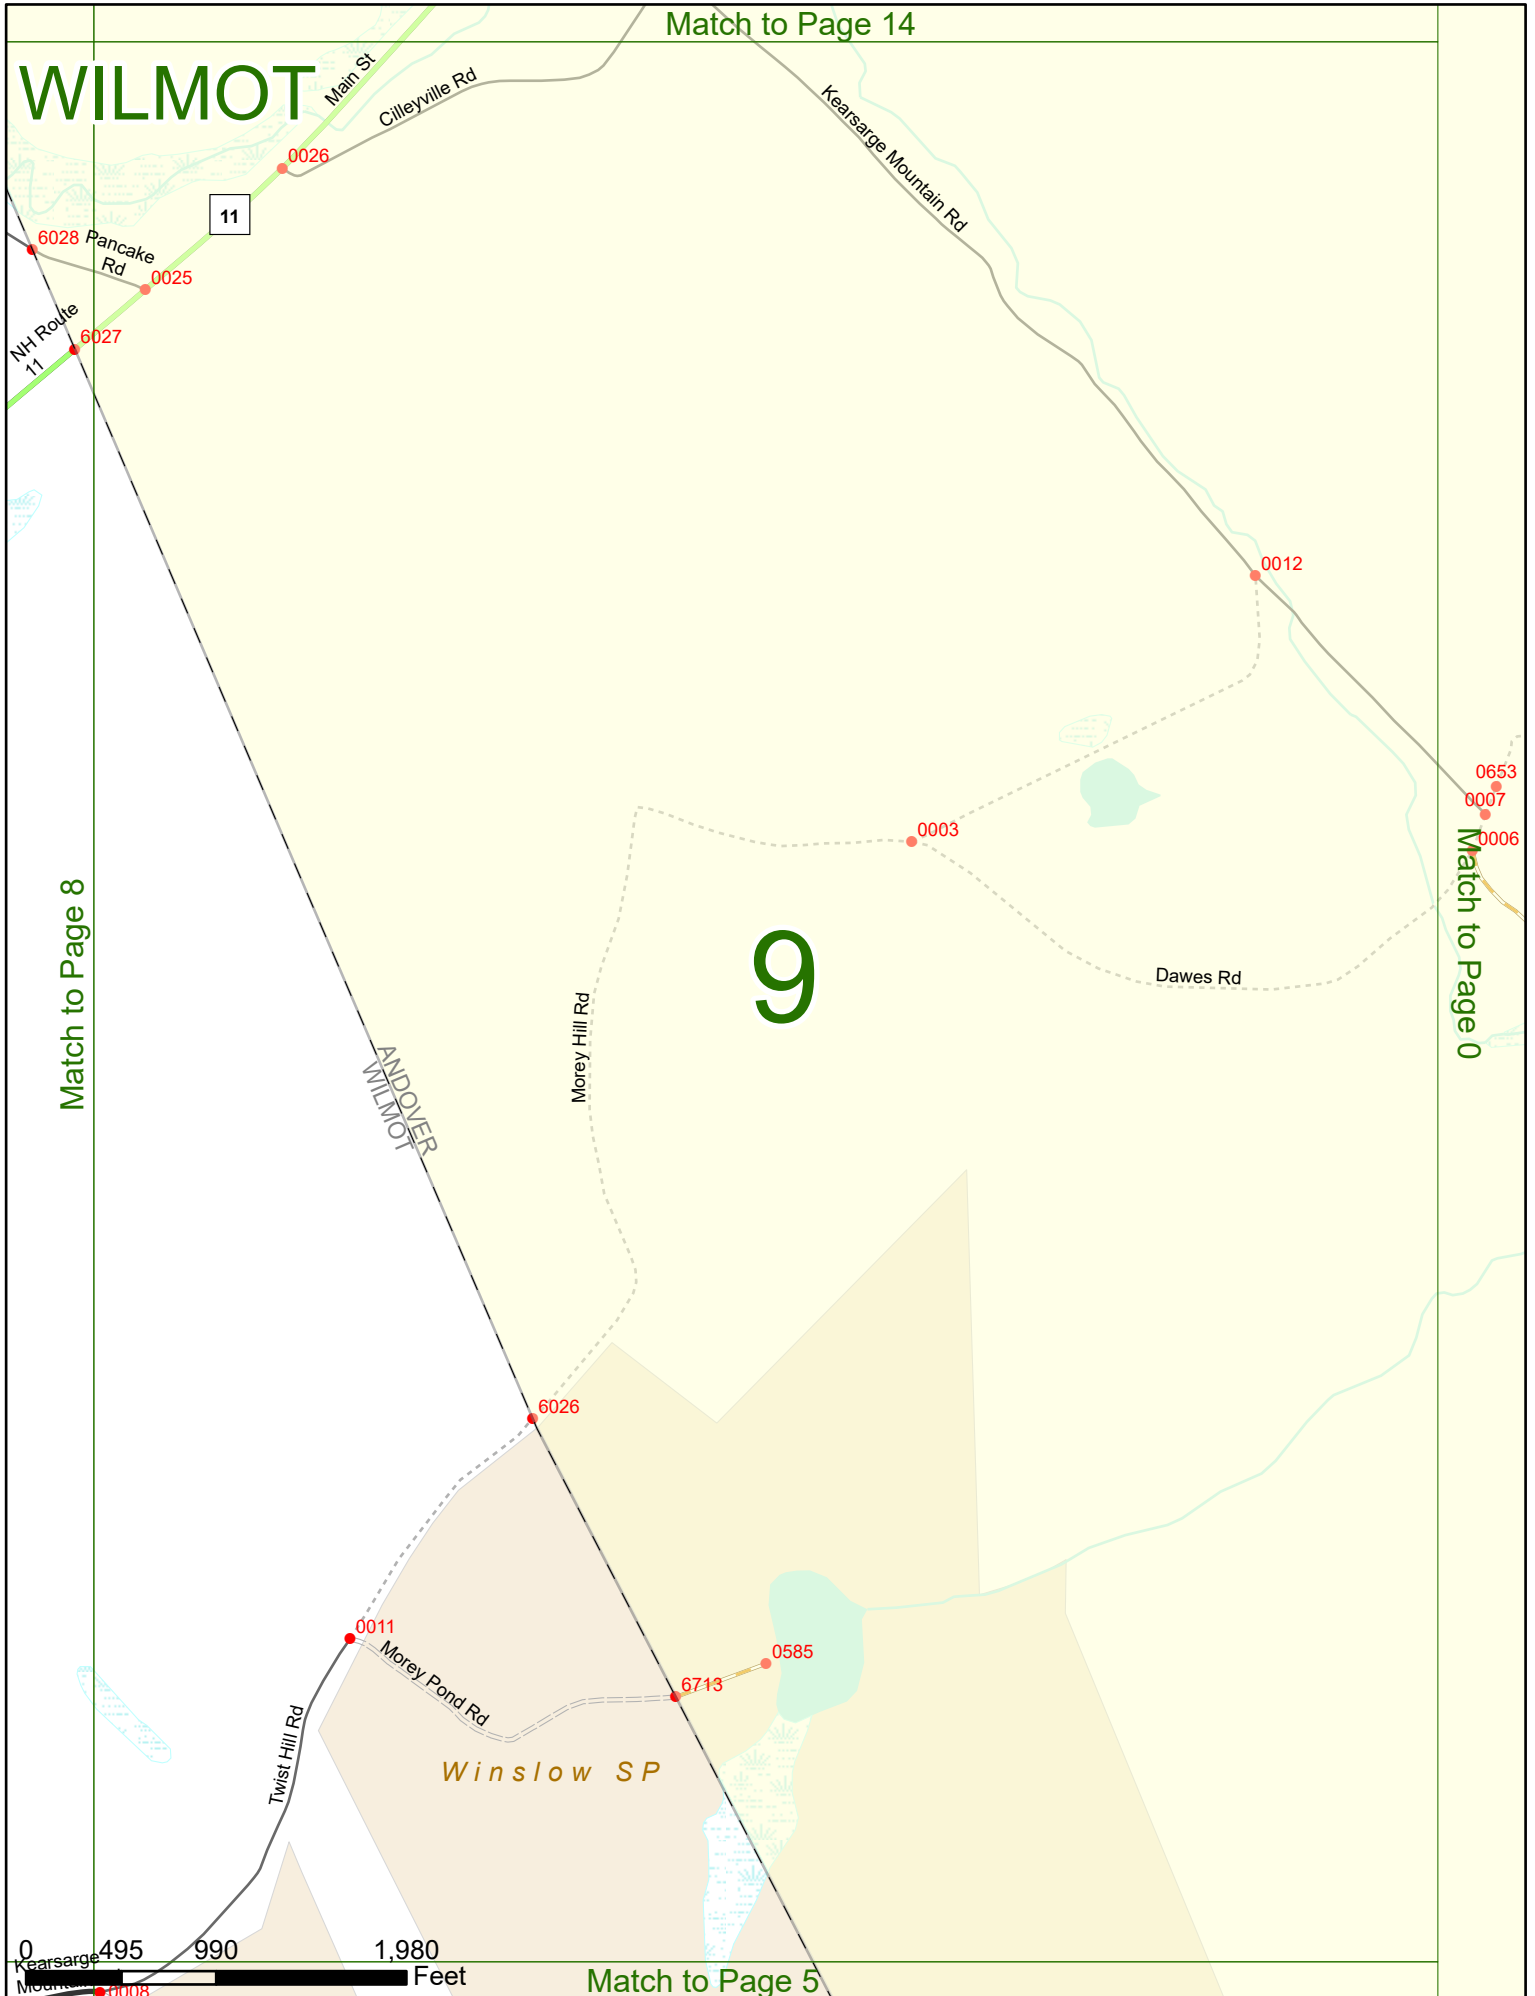 Match to Page 14
WILMOT
Main St
Cilleyville Rd
Kearsarge Mountain Rd
0026
11
6028
Pancake
Rd
0025
NH Route
11
6027
0012
0653
0007
0006
0003
Match to Page 8
9
Match to Page 0
Dawes Rd
Morey Hill Rd
ANDOVER
WILMOT
6026
0011
Morey Pond Rd
0585
6713
Twist Hill Rd
Winslow SP
0 495 990 1,980
Feet
Kearsarge
Mountain
0008
Match to Page 5